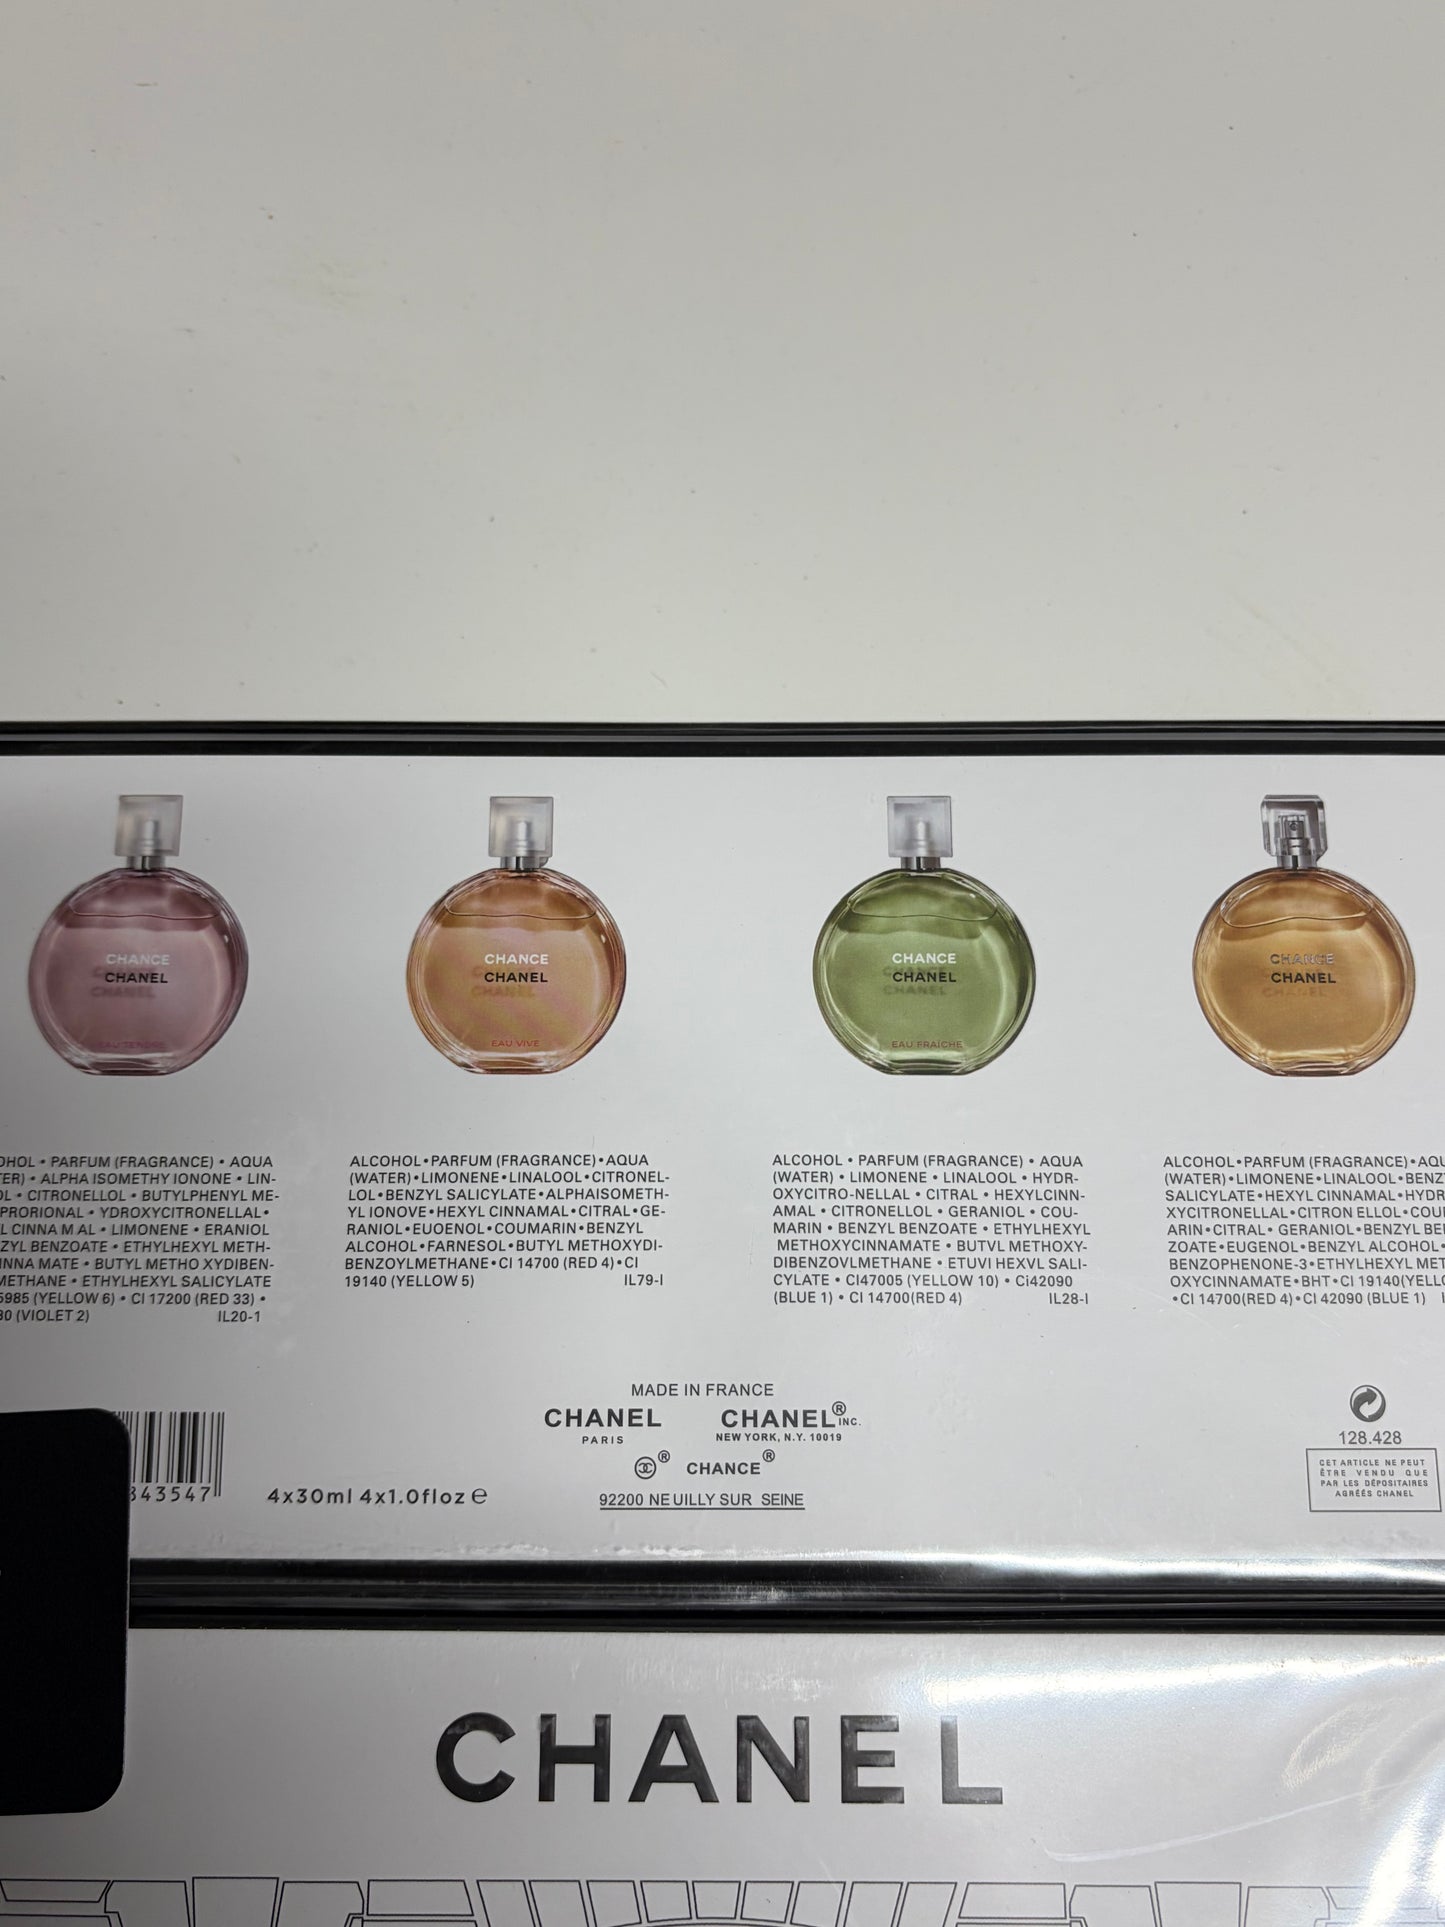 CHANCE
CHANEL
EAU TENDRE
CHANCE
CHANEL
EAU VIVE
CHANCE
CHANEL
EAU FRAÎCHE
CHANCE
CHANEL
OHOL • PARFUM (FRAGRANCE) • AQUA
TER) • ALPHA ISOMETHY IONONE • LIN-
OL • CITRONELLOL • BUTYLPHENYL ME-
PRORIONAL • YDROXYCITRONELLAL•
L CINNA M AL • LIMONENE • ERANIOL
ZYL BENZOATE • ETHYLHEXYL METH-
INNA MATE • BUTYL METHO XYDIBEN-
METHANE • ETHYLHEXYL SALICYLATE
5985 (YELLOW 6) • CI 17200 (RED 33) •
30 (VIOLET 2) IL20-1
ALCOHOL•PARFUM (FRAGRANCE)•AQUA
(WATER)•LIMONENE•LINALOOL•CITRONEL-
LOL•BENZYL SALICYLATE•ALPHAISOMETH-
YL IONOVE•HEXYL CINNAMAL•CITRAL•GE-
RANIOL•EUOENOL•COUMARIN•BENZYL
ALCOHOL•FARNESOL•BUTYL METHOXYDI-
BENZOYLMETHANE•CI 14700 (RED 4)•CI
19140 (YELLOW 5) IL79-I
ALCOHOL • PARFUM (FRAGRANCE) • AQUA
(WATER) • LIMONENE • LINALOOL • HYDR-
OXYCITRO-NELLAL • CITRAL • HEXYLCINN-
AMAL • CITRONELLOL • GERANIOL • COU-
MARIN • BENZYL BENZOATE • ETHYLHEXYL
METHOXYCINNAMATE • BUTVL METHOXY-
DIBENZOVLMETHANE • ETUVI HEXVL SALI-
CYLATE • CI47005 (YELLOW 10) • Ci42090
(BLUE 1) • CI 14700(RED 4) IL28-I
ALCOHOL•PARFUM (FRAGRANCE)•AQU
(WATER)•LIMONENE•LINALOOL•BENZY
SALICYLATE•HEXYL CINNAMAL•HYDR
XYCITRONELLAL•CITRON ELLOL•COU
ARIN•CITRAL• GERANIOL•BENZYL BE
ZOATE•EUGENOL•BENZYL ALCOHOL•
BENZOPHENONE-3•ETHYLHEXYL MET
OXYCINNAMATE•BHT•CI 19140(YELLO
•CI 14700(RED 4)•CI 42090 (BLUE 1)
MADE IN FRANCE
CHANEL
PARIS
CHANEL® INC.
NEW YORK, N.Y. 10019
® CHANCE®
92200 NEUILLY SUR SEINE
843547
4x30ml 4x1.0floz ℮
128.428
CET ARTICLE NE PEUT
ÊTRE VENDU QUE
PAR LES DÉPOSITAIRES
AGRÉÉS CHANEL
CHANEL